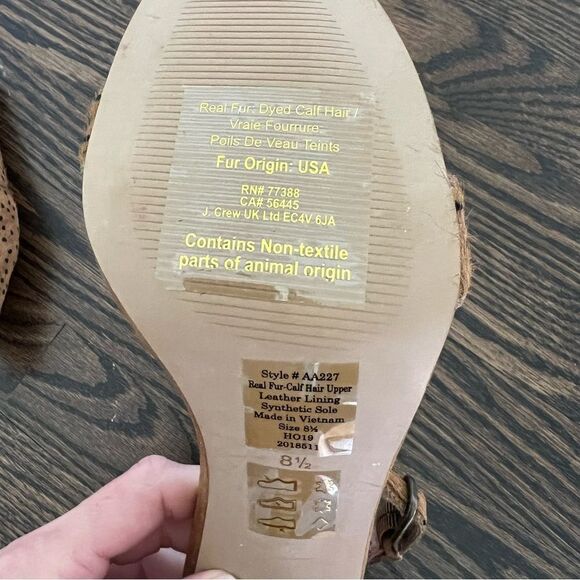 Real Fur: Dyed Calf Hair /
Vraie Fourrure:
Poils De Veau Teints
Fur Origin: USA
RN# 77388
CA# 56445
J. Crew UK Ltd EC4V 6JA
Contains Non-textile
parts of animal origin
Style # AA227
Real Fur-Calf Hair Upper
Leather Lining
Synthetic Sole
Made in Vietnam
Size 8½
HO19
2018511
8½